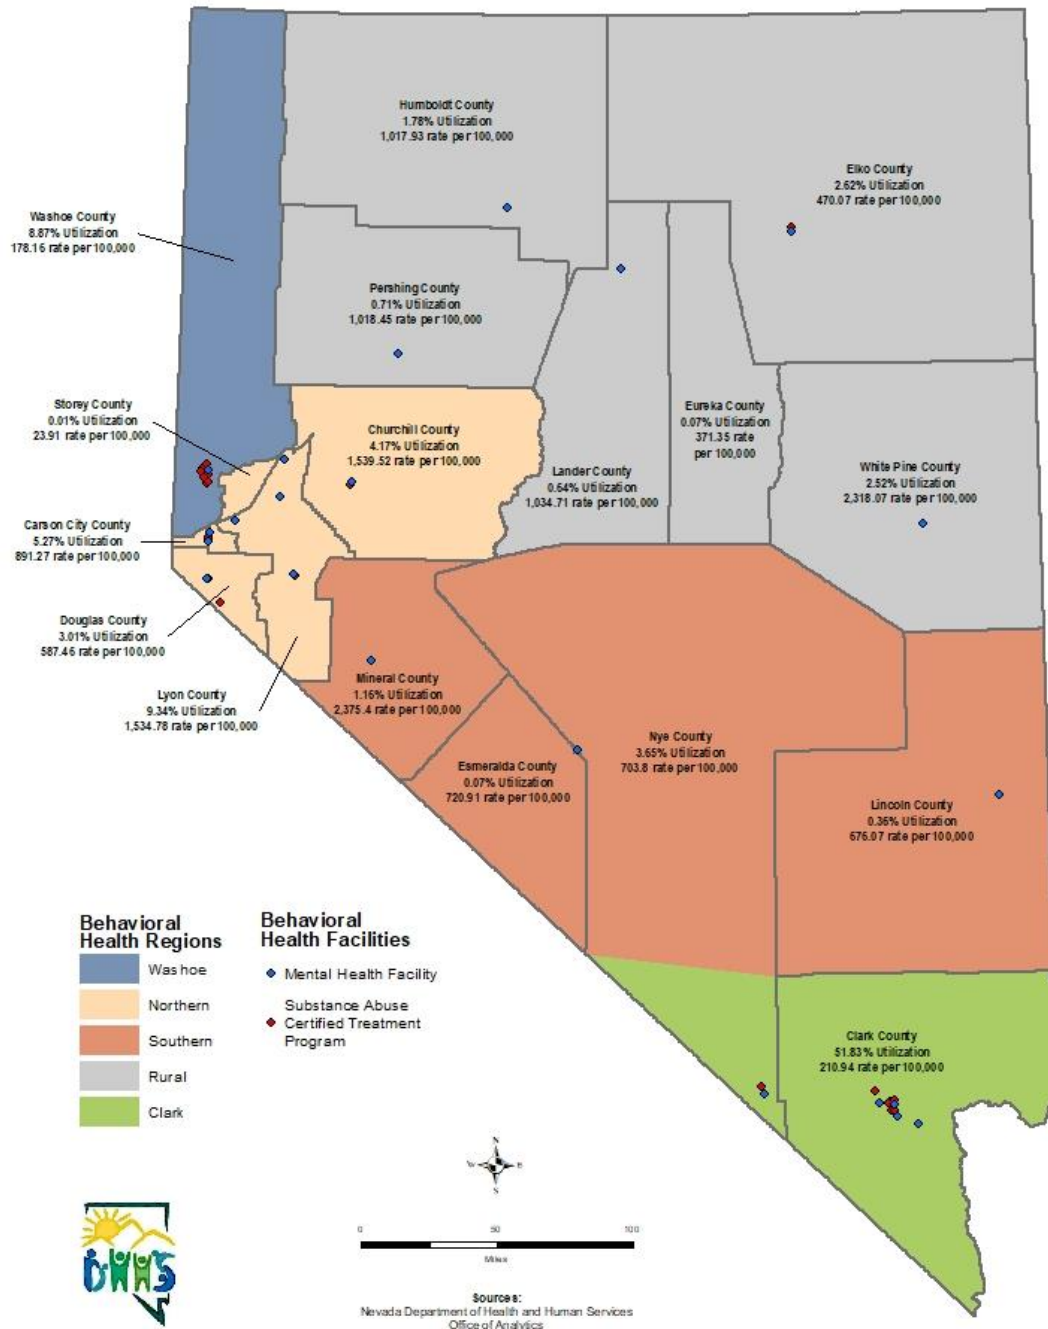 Humboldt County
1.78% Utilization
1,017.93 rate per 100,000
Elko County
2.62% Utilization
470.07 rate per 100,000
Washoe County
8.87% Utilization
178.16 rate per 100,000
Pershing County
0.71% Utilization
1,018.45 rate per 100,000
Storey County
0.01% Utilization
23.91 rate per 100,000
Churchill County
4.17% Utilization
1,539.52 rate per 100,000
Eureka County
0.07% Utilization
371.35 rate
per 100,000
Lander County
0.64% Utilization
1,034.71 rate per 100,000
White Pine County
2.52% Utilization
2,318.07 rate per 100,000
Carson City County
5.27% Utilization
891.27 rate per 100,000
Douglas County
3.01% Utilization
587.46 rate per 100,000
Lyon County
9.34% Utilization
1,534.78 rate per 100,000
Mineral County
1.16% Utilization
2,375.4 rate per 100,000
Esmeralda County
0.07% Utilization
720.91 rate per 100,000
Nye County
3.65% Utilization
703.8 rate per 100,000
Lincoln County
0.36% Utilization
676.07 rate per 100,000
Clark County
51.83% Utilization
210.94 rate per 100,000
Behavioral
Health Regions
Washoe
Northern
Southern
Rural
Clark
Behavioral
Health Facilities
Mental Health Facility
Substance Abuse
Certified Treatment
Program
N
W E
S
0 50 100
Miles
DHHS
Sources:
Nevada Department of Health and Human Services
Office of Analytics